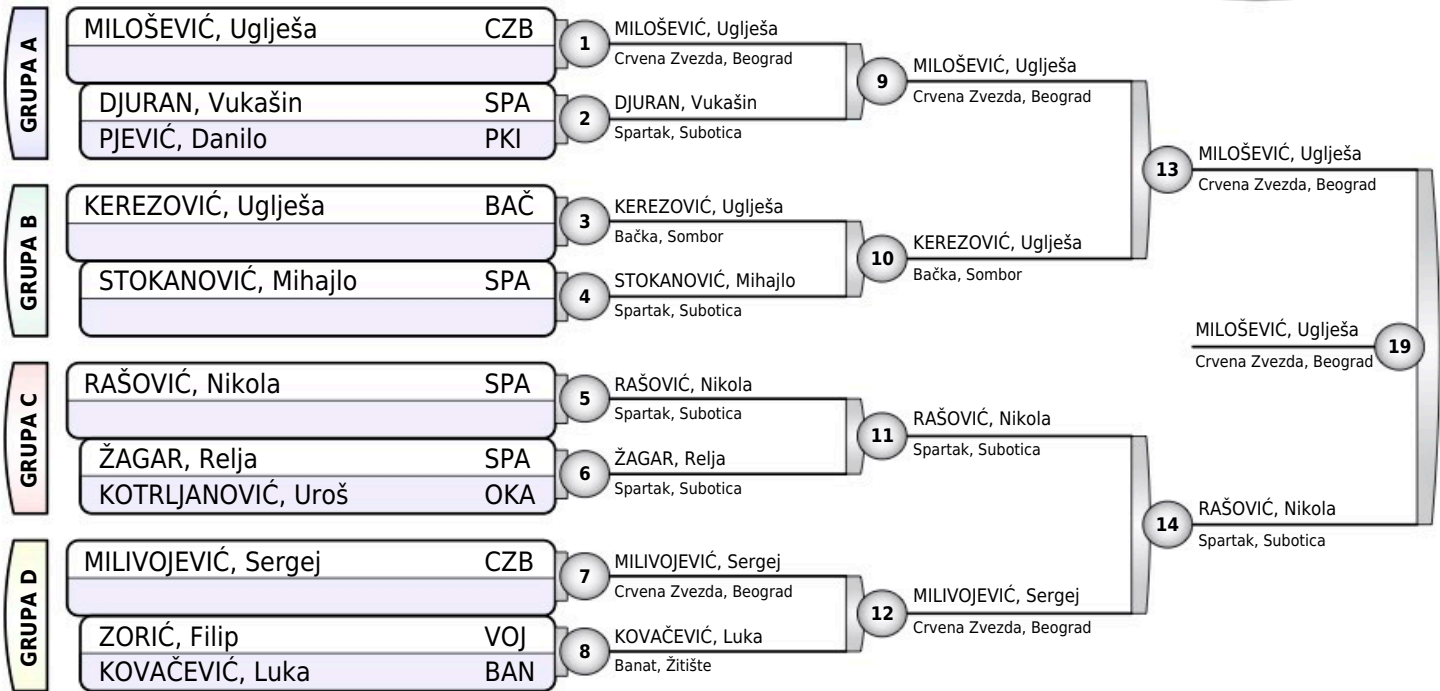 GRUPA A
MILOŠEVIĆ, Uglješa CZB
DJURAN, Vukašin SPA
PJEVIĆ, Danilo PKI
GRUPA B
KEREZOVIĆ, Uglješa BAČ
STOKANOVIĆ, Mihajlo SPA
GRUPA C
RAŠOVIĆ, Nikola SPA
ŽAGAR, Relja SPA
KOTRLJANOVIĆ, Uroš OKA
GRUPA D
MILIVOJEVIĆ, Sergej CZB
ZORIĆ, Filip VOJ
KOVAČEVIĆ, Luka BAN
1
MILOŠEVIĆ, Uglješa
Crvena Zvezda, Beograd
2
DJURAN, Vukašin
Spartak, Subotica
3
KEREZOVIĆ, Uglješa
Bačka, Sombor
4
STOKANOVIĆ, Mihajlo
Spartak, Subotica
5
RAŠOVIĆ, Nikola
Spartak, Subotica
6
ŽAGAR, Relja
Spartak, Subotica
7
MILIVOJEVIĆ, Sergej
Crvena Zvezda, Beograd
8
KOVAČEVIĆ, Luka
Banat, Žitište
9
MILOŠEVIĆ, Uglješa
Crvena Zvezda, Beograd
10
KEREZOVIĆ, Uglješa
Bačka, Sombor
11
RAŠOVIĆ, Nikola
Spartak, Subotica
12
MILIVOJEVIĆ, Sergej
Crvena Zvezda, Beograd
13
MILOŠEVIĆ, Uglješa
Crvena Zvezda, Beograd
14
RAŠOVIĆ, Nikola
Spartak, Subotica
MILOŠEVIĆ, Uglješa
Crvena Zvezda, Beograd
19